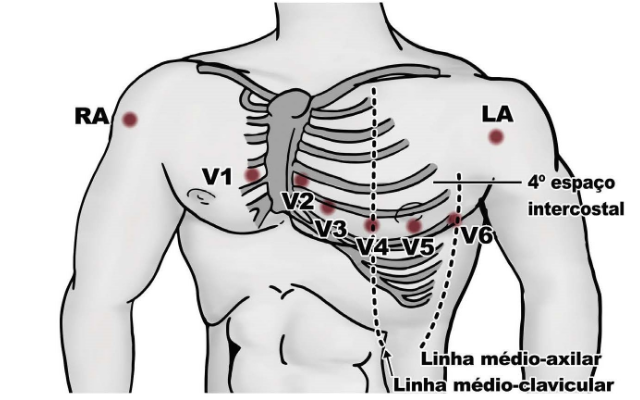 RA
LA
V1
V2
V3
V4
V5
V6
4º espaço
intercostal
Linha médio-axilar
Linha médio-clavicular